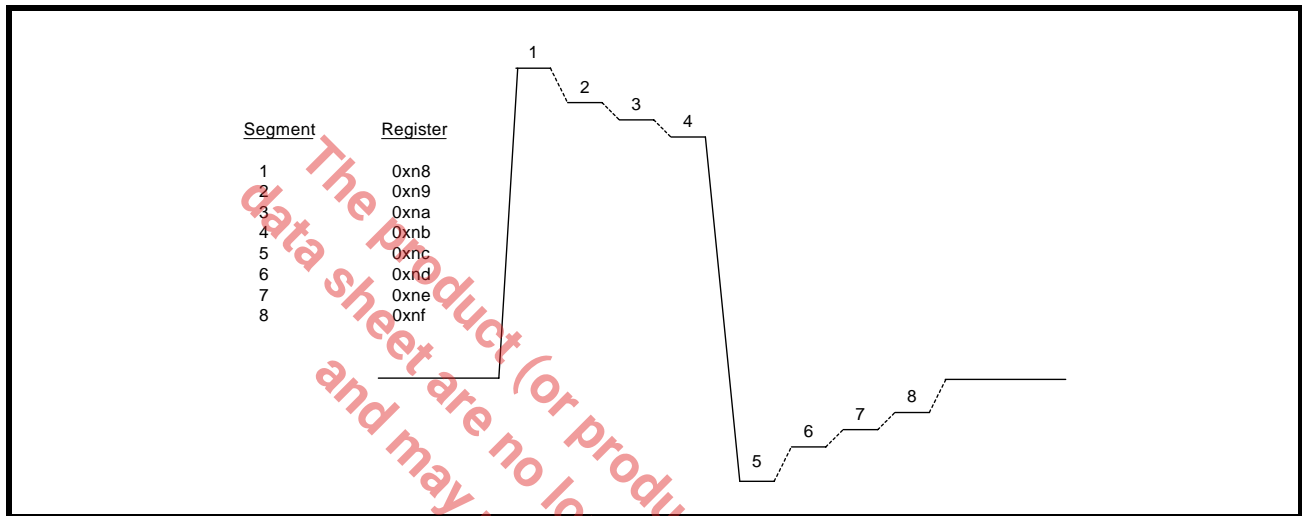 1
2
3
4
Segment Register
1 0xn8
2 0xn9
3 0xna
4 0xnb
5 0xnc
6 0xnd
7 0xne
8 0xnf
5
6
7
8
The product (or produ
data sheet are no lo
and may